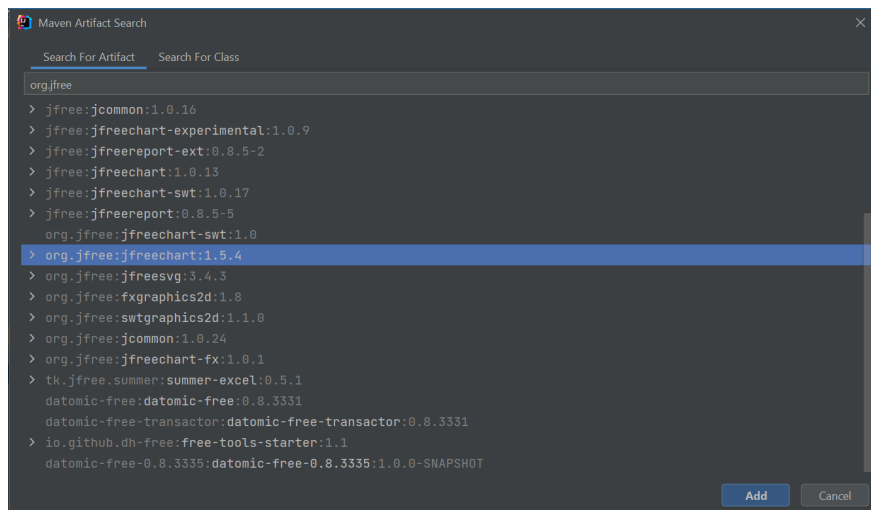 Maven Artifact Search
Search For Artifact Search For Class
org.jfree
jfree:jcommon:1.0.16
jfree:jfreechart-experimental:1.0.9
jfree:jfreereport-ext:0.8.5-2
jfree:jfreechart:1.0.13
jfree:jfreechart-swt:1.0.17
jfree:jfreereport:0.8.5-5
org.jfree:jfreechart-swt:1.0
org.jfree:jfreechart:1.5.4
org.jfree:jfreesvg:3.4.3
org.jfree:fxgraphics2d:1.8
org.jfree:swtgraphics2d:1.1.0
org.jfree:jcommon:1.0.24
org.jfree:jfreechart-fx:1.0.1
tk.jfree.summer:summer-excel:0.5.1
datomic-free:datomic-free:0.8.3331
datomic-free-transactor:datomic-free-transactor:0.8.3331
io.github.dh-free:free-tools-starter:1.1
datomic-free-0.8.3335:datomic-free-0.8.3335:1.0.0-SNAPSHOT
Add Cancel